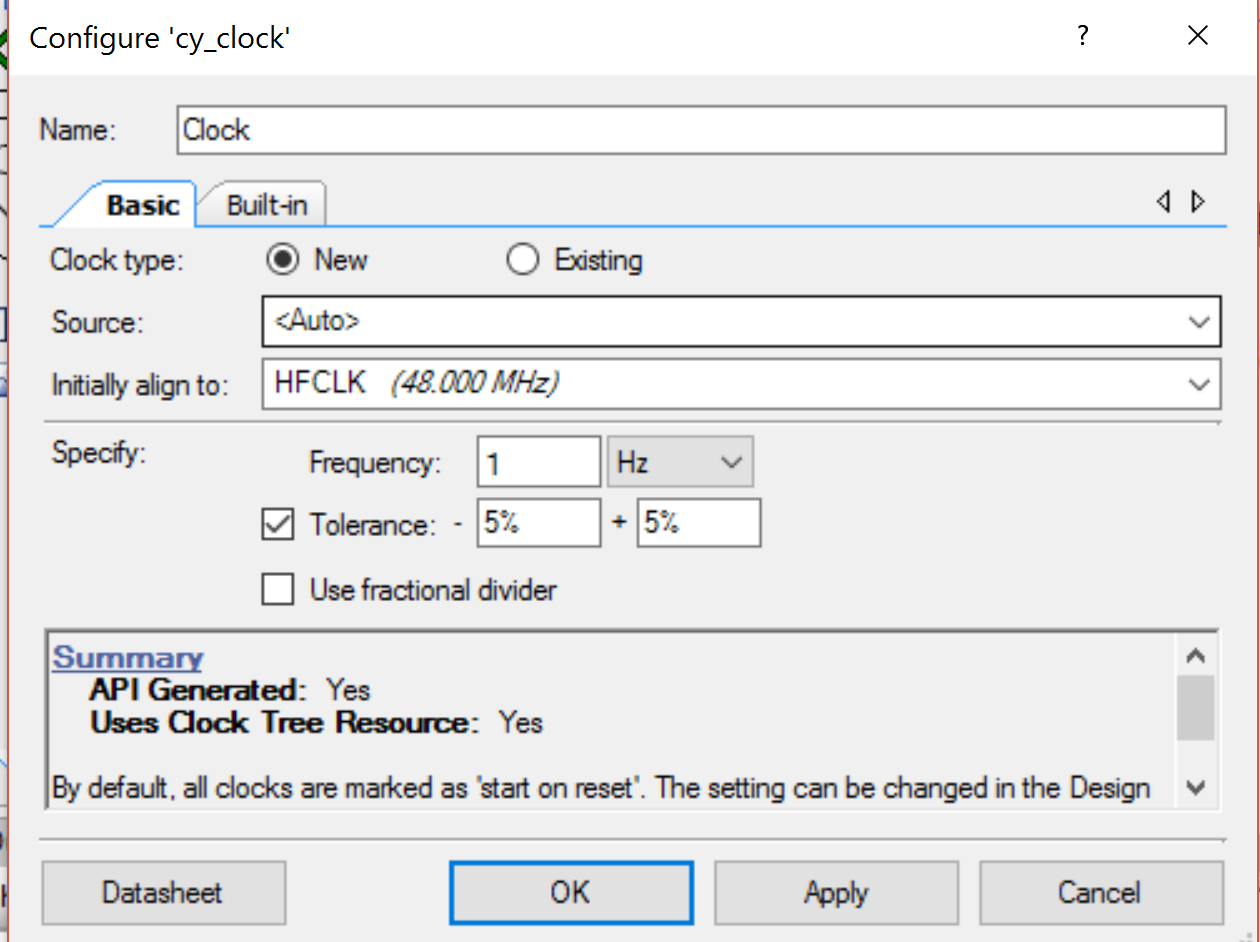 Configure 'cy_clock'
?
Name: Clock
Basic Built-in
Clock type: New Existing
Source: <Auto>
Initially align to: HFCLK (48.000 MHz)
Specify: Frequency: 1 Hz
Tolerance: - 5% + 5%
Use fractional divider
Summary
API Generated: Yes
Uses Clock Tree Resource: Yes
By default, all clocks are marked as 'start on reset'. The setting can be changed in the Design
Datasheet OK Apply Cancel